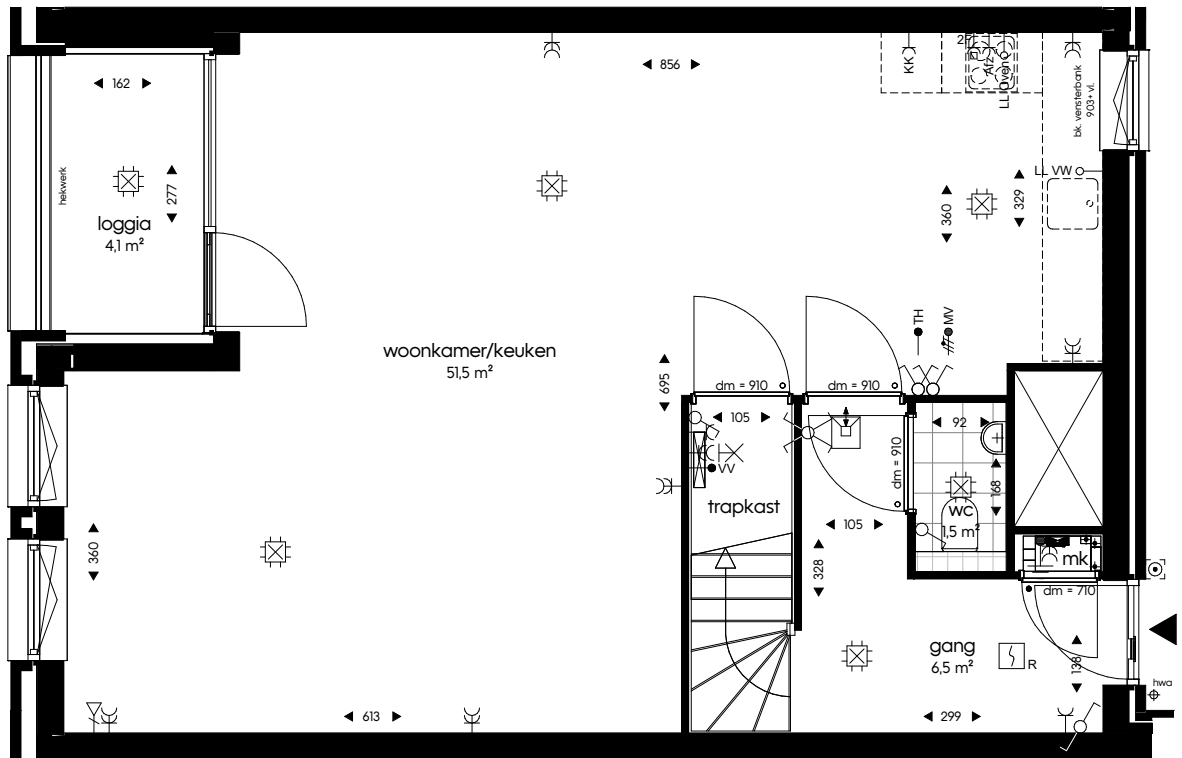 162
277
hekwerk
loggia
4,1 m²
856
KK
2F
Afz
LL Oven
bk. vensterbank
903+ vl.
LL VW
360
329
TH
MV
woonkamer/keuken
51,5 m²
695
dm = 910
dm = 910
105
92
dm = 910
168
VV
trapkast
wc
1,5 m²
105
328
mk
dm = 710
360
gang
6,5 m²
R
138
hwa
613
299